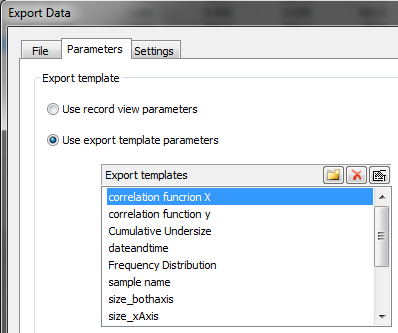 Export Data
File Parameters Settings
Export template
Use record view parameters
Use export template parameters
Export templates
correlation funcrion X
correlation function y
Cumulative Undersize
dateandtime
Frequency Distribution
sample name
size_bothaxis
size_xAxis